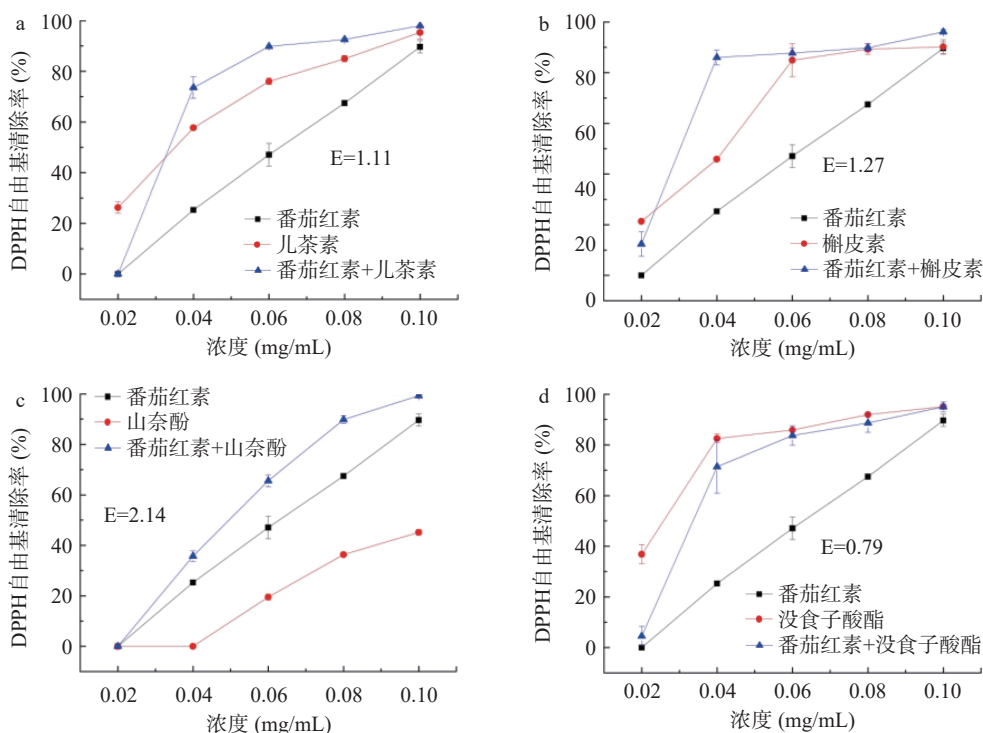 a
DPPH自由基清除率 (%)
100
80
60
40
20
0
E=1.11
番茄红素
儿茶素
番茄红素+儿茶素
0.02 0.04 0.06 0.08 0.10
浓度 (mg/mL)
b
DPPH自由基清除率 (%)
100
80
60
40
20
0
E=1.27
番茄红素
槲皮素
番茄红素+槲皮素
0.02 0.04 0.06 0.08 0.10
浓度 (mg/mL)
c
DPPH自由基清除率 (%)
100
80
60
40
20
0
番茄红素
山奈酚
番茄红素+山奈酚
E=2.14
0.02 0.04 0.06 0.08 0.10
浓度 (mg/mL)
d
DPPH自由基清除率 (%)
100
80
60
40
20
0
E=0.79
番茄红素
没食子酸酯
番茄红素+没食子酸酯
0.02 0.04 0.06 0.08 0.10
浓度 (mg/mL)